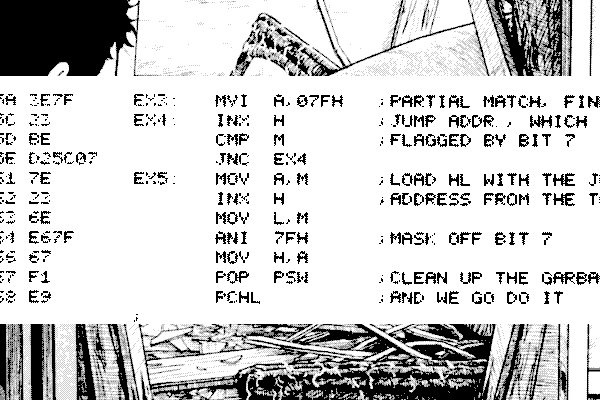 5A 3E7F EX3: MVI A,07FH ;PARTIAL MATCH, FIN
5C 23 EX4: INX H ;JUMP ADDR., WHICH
5D BE CMP M ;FLAGGED BY BIT 7
5E D25C07 JNC EX4
61 7E EX5: MOV A,M ;LOAD HL WITH THE J
62 23 INX H ;ADDRESS FROM THE T
63 6E MOV L,M
64 E67F ANI 7FH ;MASK OFF BIT 7
66 67 MOV H,A
67 F1 POP PSW ;CLEAN UP THE GARBA
68 E9 PCHL ;AND WE GO DO IT
;